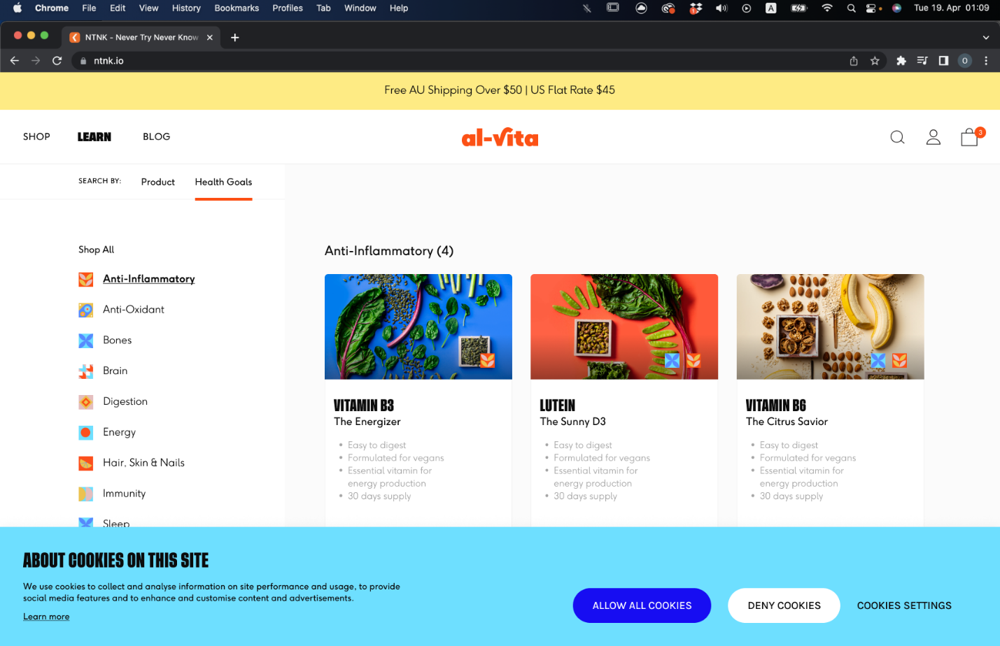 Chrome File Edit View History Bookmarks Profiles Tab Window Help
1 A Tue 19. Apr 01:09
NTNK - Never Try Never Know
ntnk.io
O
Free AU Shipping Over $50 | US Flat Rate $45
SHOP LEARN BLOG
al-vita
3
SEARCH BY: Product Health Goals
Shop All
Anti-Inflammatory
Anti-Oxidant
Bones
Brain
Digestion
Energy
Hair, Skin & Nails
Immunity
Sleep
Anti-Inflammatory (4)
VITAMIN B3
The Energizer
• Easy to digest
• Formulated for vegans
• Essential vitamin for
energy production
• 30 days supply
LUTEIN
The Sunny D3
• Easy to digest
• Formulated for vegans
• Essential vitamin for
energy production
• 30 days supply
VITAMIN B6
The Citrus Savior
• Easy to digest
• Formulated for vegans
• Essential vitamin for
energy production
• 30 days supply
ABOUT COOKIES ON THIS SITE
We use cookies to collect and analyse information on site performance and usage, to provide
social media features and to enhance and customise content and advertisements.
Learn more
ALLOW ALL COOKIES
DENY COOKIES
COOKIES SETTINGS